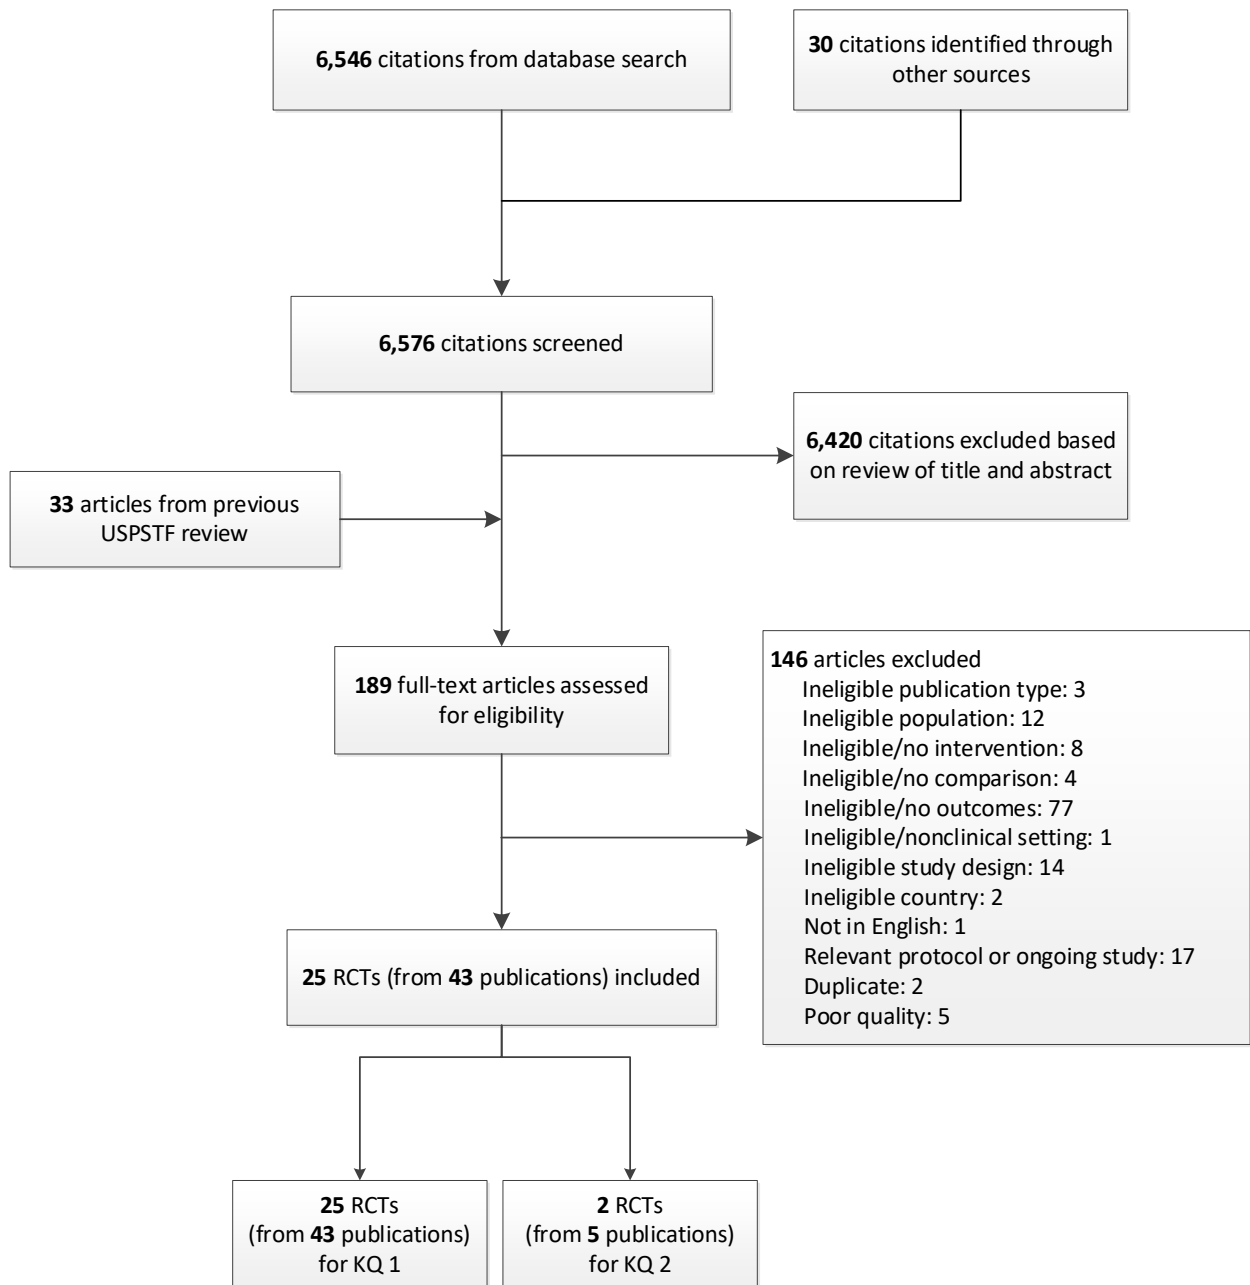 6,546 citations from database search
30 citations identified through
other sources
6,576 citations screened
6,420 citations excluded based
on review of title and abstract
33 articles from previous
USPSTF review
189 full-text articles assessed
for eligibility
146 articles excluded
Ineligible publication type: 3
Ineligible population: 12
Ineligible/no intervention: 8
Ineligible/no comparison: 4
Ineligible/no outcomes: 77
Ineligible/nonclinical setting: 1
Ineligible study design: 14
Ineligible country: 2
Not in English: 1
Relevant protocol or ongoing study: 17
Duplicate: 2
Poor quality: 5
25 RCTs (from 43 publications) included
25 RCTs
(from 43 publications)
for KQ 1
2 RCTs
(from 5 publications)
for KQ 2